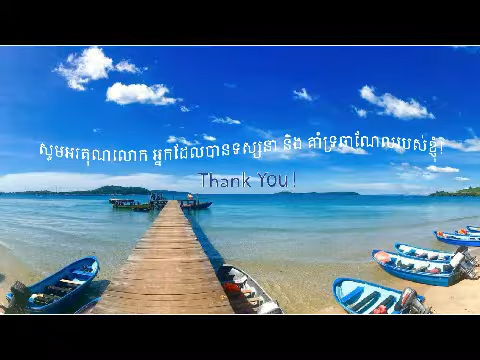 សូមអរគុណលោក អ្នកដែលបានទស្សនា និង គាំទ្រឆាណែលរបស់ខ្ញុំ!
Thank You!